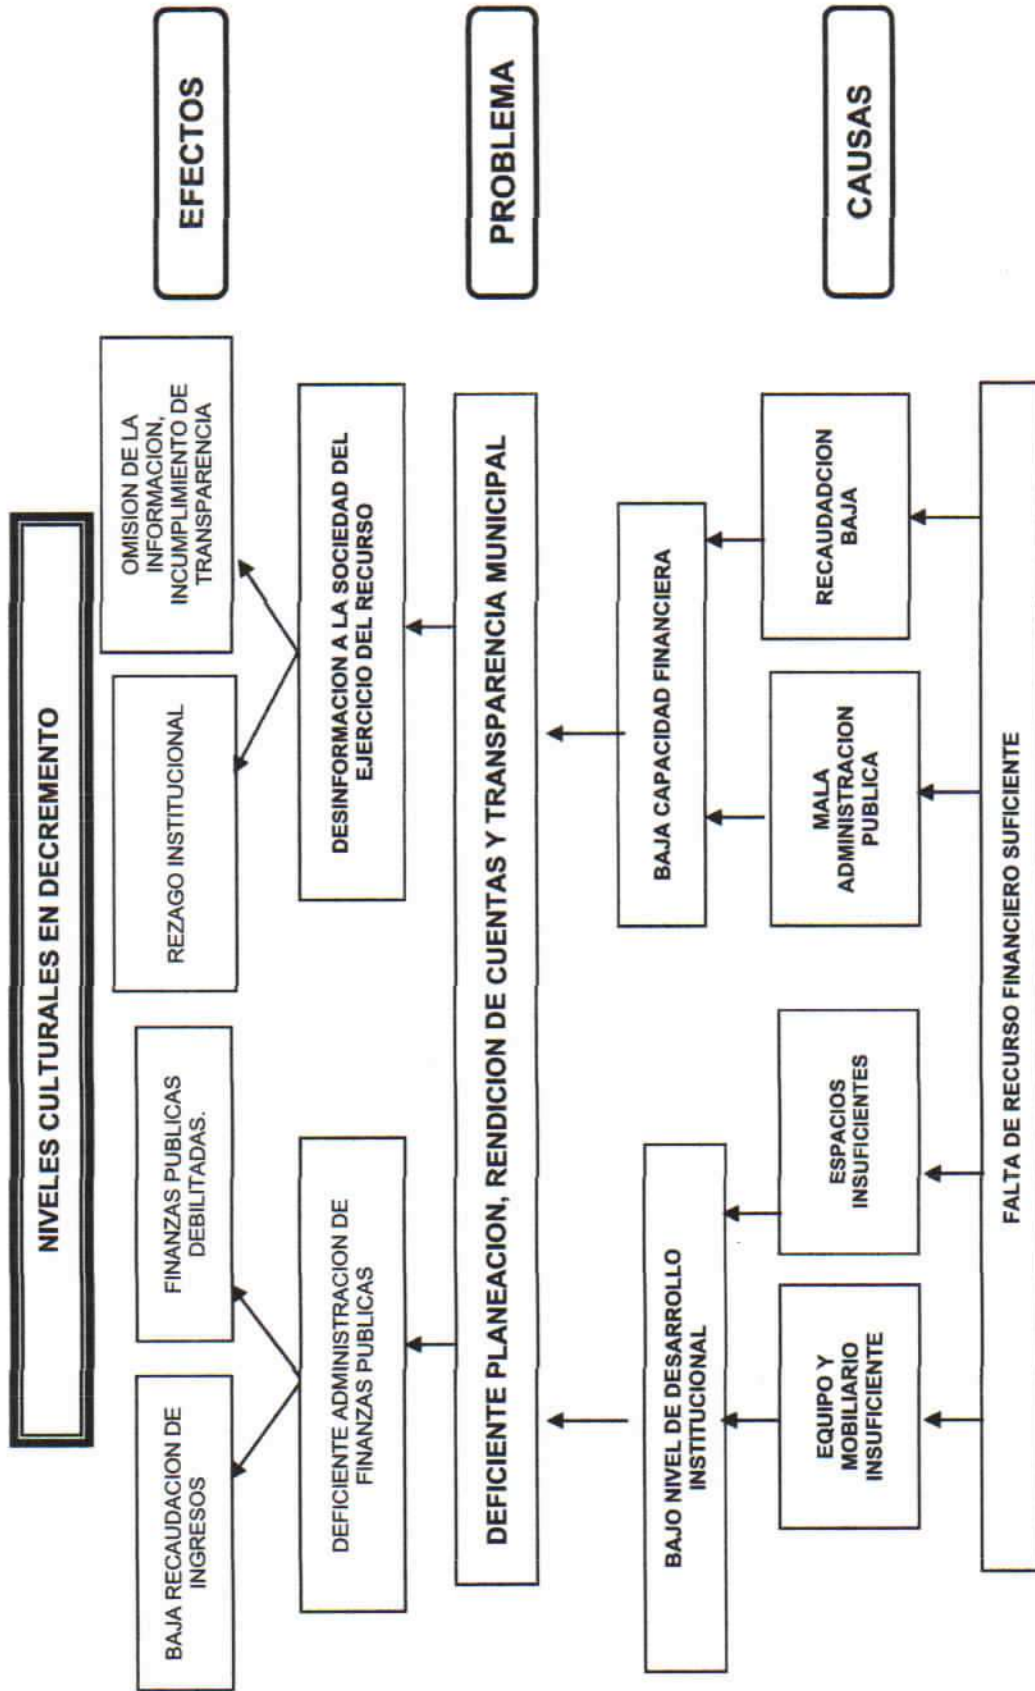 NIVELES CULTURALES EN DECREMENTO
BAJA RECAUDACION DE
INGRESOS
FINANZAS PUBLICAS
DEBILITADAS.
REZAGO INSTITUCIONAL
OMISION DE LA
INFORMACION,
INCUMPLIMIENTO DE
TRANSPARENCIA
EFECTOS
DEFICIENTE ADMINISTRACION DE
FINANZAS PUBLICAS
DESINFORMACION A LA SOCIEDAD DEL
EJERCICIO DEL RECURSO
DEFICIENTE PLANEACION, RENDICION DE CUENTAS Y TRANSPARENCIA MUNICIPAL
PROBLEMA
BAJO NIVEL DE DESARROLLO
INSTITUCIONAL
BAJA CAPACIDAD FINANCIERA
EQUIPO Y
MOBILIARIO
INSUFICIENTE
ESPACIOS
INSUFICIENTES
MALA
ADMINISTRACION
PUBLICA
RECAUDADCION
BAJA
CAUSAS
FALTA DE RECURSO FINANCIERO SUFICIENTE